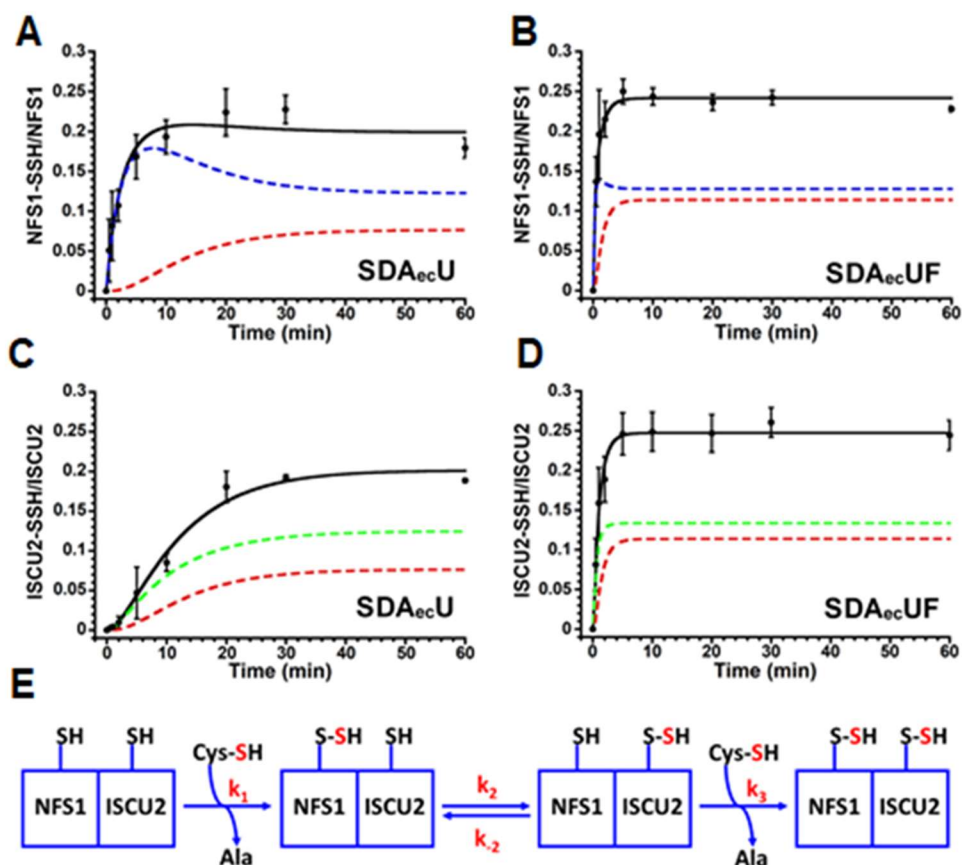 A
NFS1-SSH/NFS1
0.3
0.25
0.2
0.15
0.1
0.05
0
0 10 20 30 40 50 60
Time (min)
SDAecU
B
NFS1-SSH/NFS1
0.3
0.25
0.2
0.15
0.1
0.05
0
0 10 20 30 40 50 60
Time (min)
SDAecUF
C
ISCU2-SSH/ISCU2
0.3
0.25
0.2
0.15
0.1
0.05
0
0 10 20 30 40 50 60
Time (min)
SDAecU
D
ISCU2-SSH/ISCU2
0.3
0.25
0.2
0.15
0.1
0.05
0
0 10 20 30 40 50 60
Time (min)
SDAecUF
E
SH SH Cys-SH S-SH SH SH S-SH Cys-SH S-SH S-SH
k1 k2 k3
NFS1 ISCU2 NFS1 ISCU2 NFS1 ISCU2 NFS1 ISCU2
k-2
Ala Ala